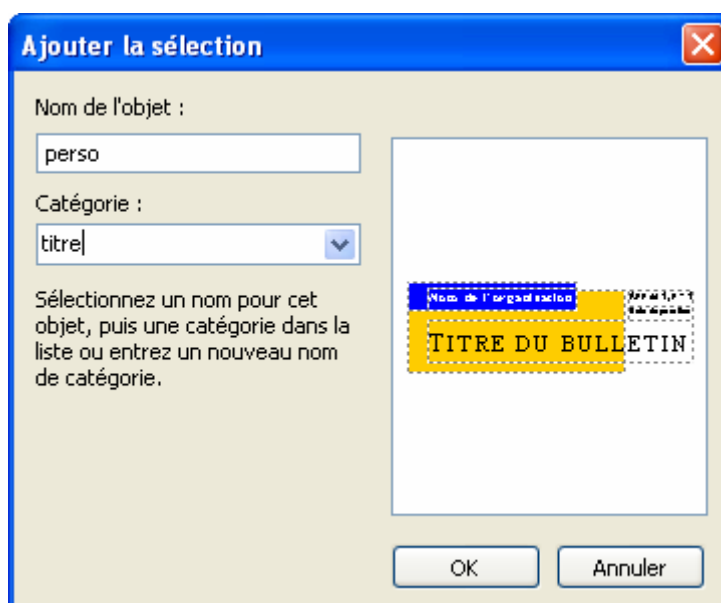 Ajouter la sélection
Nom de l'objet :
perso
Catégorie :
titre
Sélectionnez un nom pour cet
objet, puis une catégorie dans la
liste ou entrez un nouveau nom
de catégorie.
Nom de l'organisation
TITRE DU BULLETIN
OK
Annuler